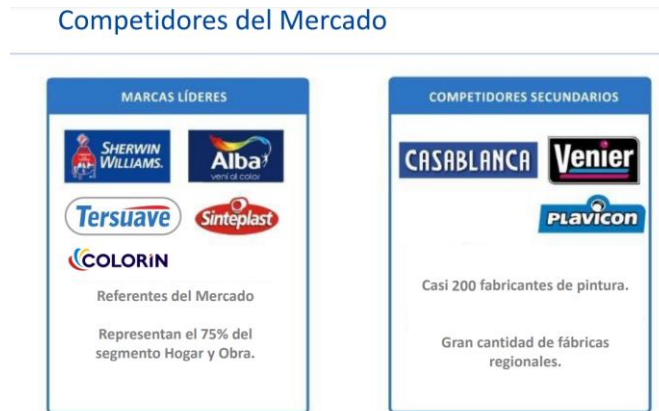 Competidores del Mercado
MARCAS LÍDERES
SHERWIN
WILLIAMS.
Alba
vení al color
Tersuave
Sinteplast
COLORIN
Referentes del Mercado
Representan el 75% del
segmento Hogar y Obra.
COMPETIDORES SECUNDARIOS
CASABLANCA
Venier
PLAVICON
Casi 200 fabricantes de pintura.
Gran cantidad de fábricas
regionales.